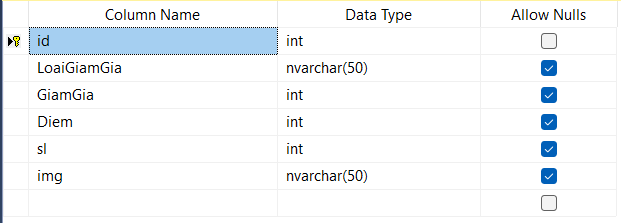 Column Name Data Type Allow Nulls
id int
LoaiGiamGia nvarchar(50)
GiamGia int
Diem int
sl int
img nvarchar(50)